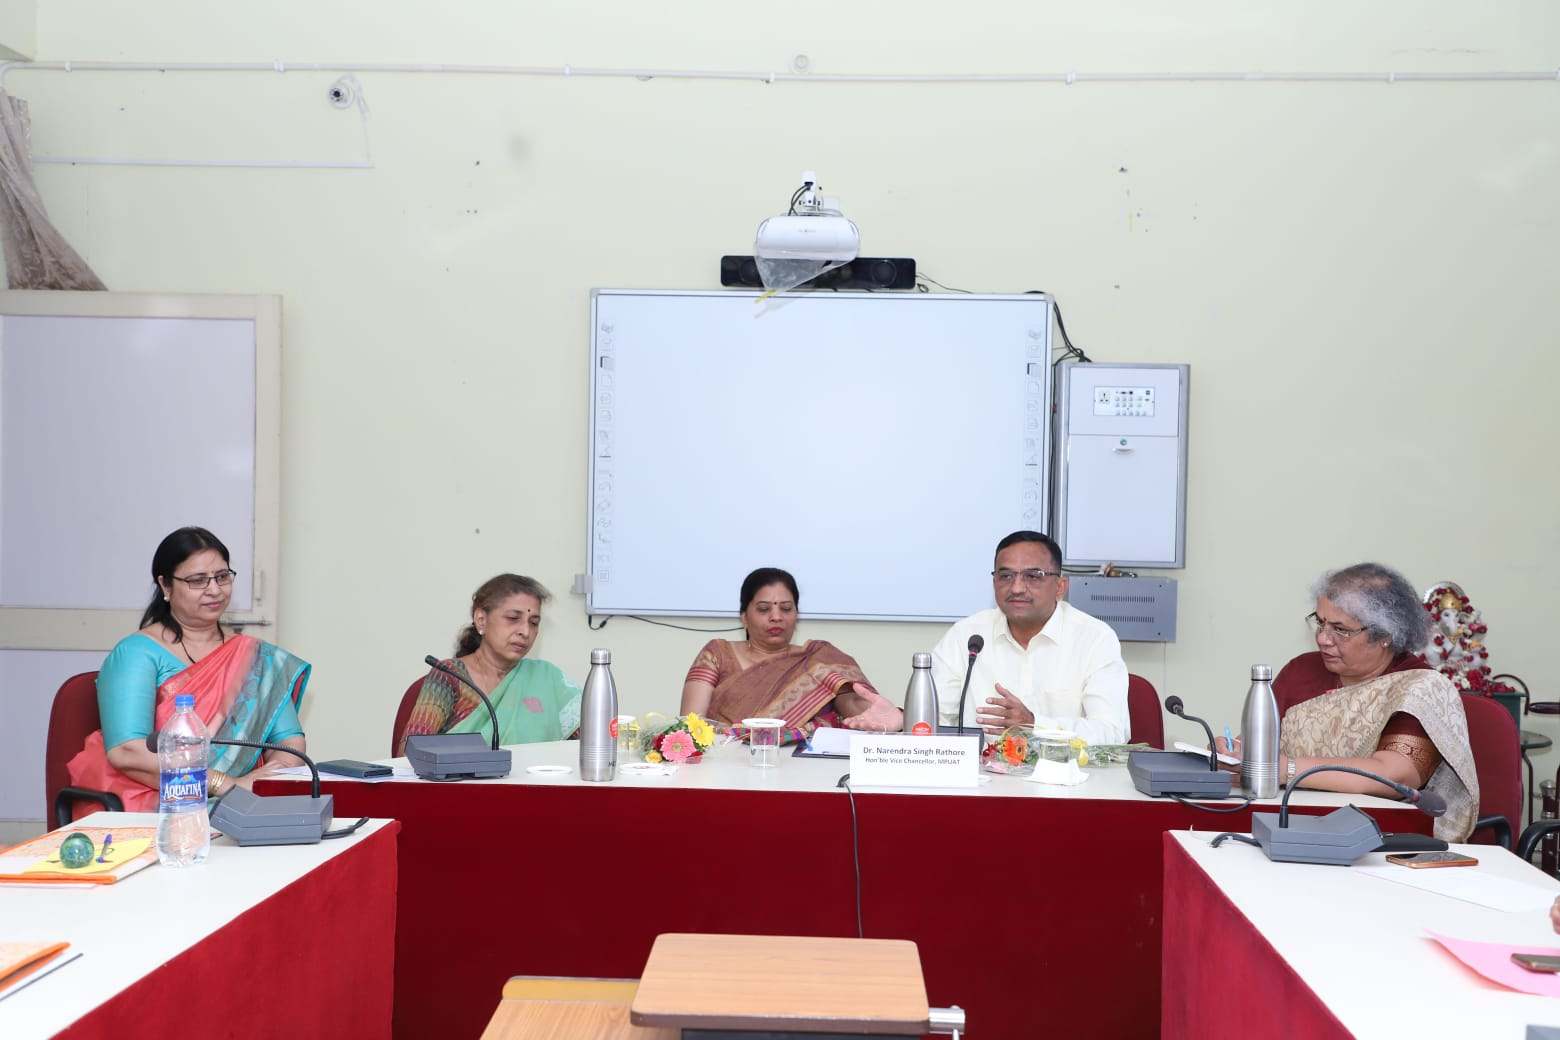 Dr. Narendra Singh Rathore
Hon'ble Vice Chancellor, MPUAT
AQUAFINA